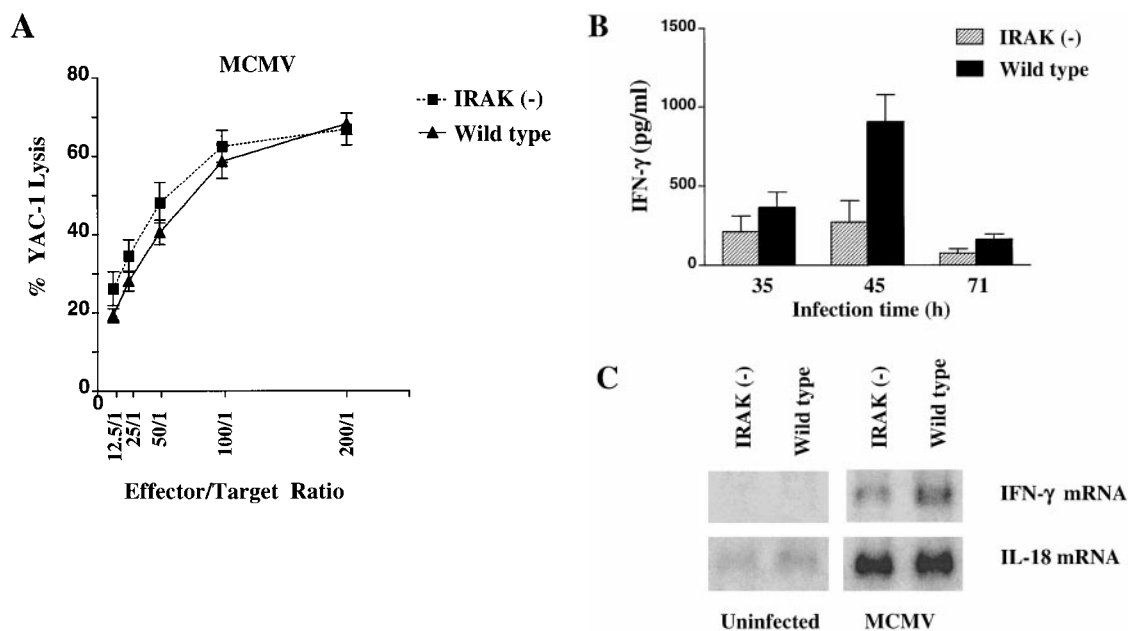 A
MCMV
80
60
40
20
0
0
% YAC-1 Lysis
12.5/1
25/1
50/1
100/1
200/1
Effector/Target Ratio
IRAK (-)
Wild type
B
1500
1000
500
0
IFN-γ (pg/ml)
IRAK (-)
Wild type
35 45 71
Infection time (h)
C
IRAK (-)
Wild type
IRAK (-)
Wild type
IFN-γ mRNA
IL-18 mRNA
Uninfected MCMV